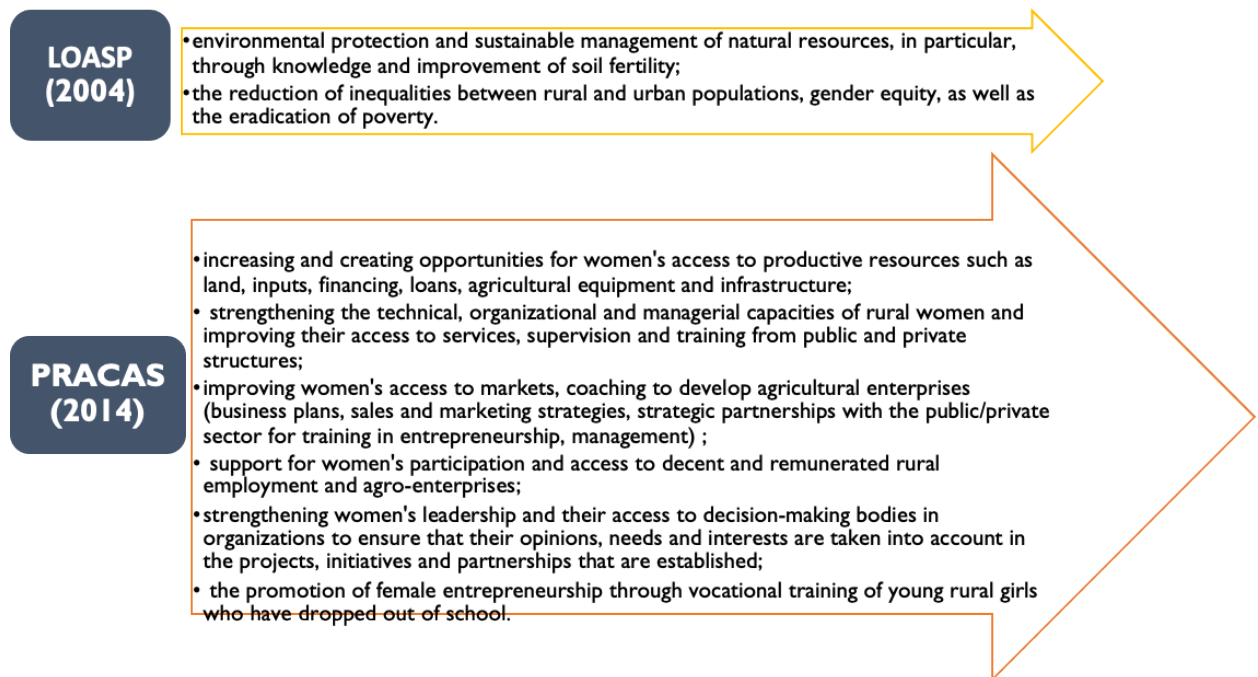 LOASP
(2004)
•environmental protection and sustainable management of natural resources, in particular,
through knowledge and improvement of soil fertility;
•the reduction of inequalities between rural and urban populations, gender equity, as well as
the eradication of poverty.
PRACAS
(2014)
•increasing and creating opportunities for women's access to productive resources such as
land, inputs, financing, loans, agricultural equipment and infrastructure;
• strengthening the technical, organizational and managerial capacities of rural women and
improving their access to services, supervision and training from public and private
structures;
•improving women's access to markets, coaching to develop agricultural enterprises
(business plans, sales and marketing strategies, strategic partnerships with the public/private
sector for training in entrepreneurship, management) ;
• support for women's participation and access to decent and remunerated rural
employment and agro-enterprises;
•strengthening women's leadership and their access to decision-making bodies in
organizations to ensure that their opinions, needs and interests are taken into account in
the projects, initiatives and partnerships that are established;
• the promotion of female entrepreneurship through vocational training of young rural girls
who have dropped out of school.